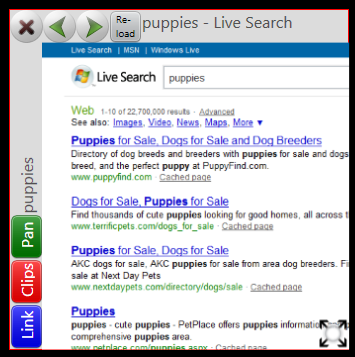 Re-
load
puppies - Live Search
Live Search | MSN | Windows Live
Live Search
puppies
Web 1-10 of 22,700,000 results · Advanced
See also: Images, Video, News, Maps, More ▼
Puppies for Sale, Dogs for Sale and Dog Breeders
Directory of dog breeds and breeders with puppies for sale and dogs
breed, and the perfect puppy at PuppyFind.com.
www.puppyfind.com · Cached page
Dogs for Sale, Puppies for Sale
Find thousands of cute puppies looking for good homes, all across t
www.terrificpets.com/dogs_for_sale · Cached page
Puppies for Sale, Dogs for Sale
AKC dogs for sale, AKC puppies for sale from area dog breeders. Fi
sale at Next Day Pets
www.nextdaypets.com/directory/dogs/ · Cached page
Puppies
puppies - cute puppies - PetPlace offers puppies informatio
comprehensive puppies area.
www.petplace.com/puppies.aspx · Cached page
puppies
Pan
Clips
Link